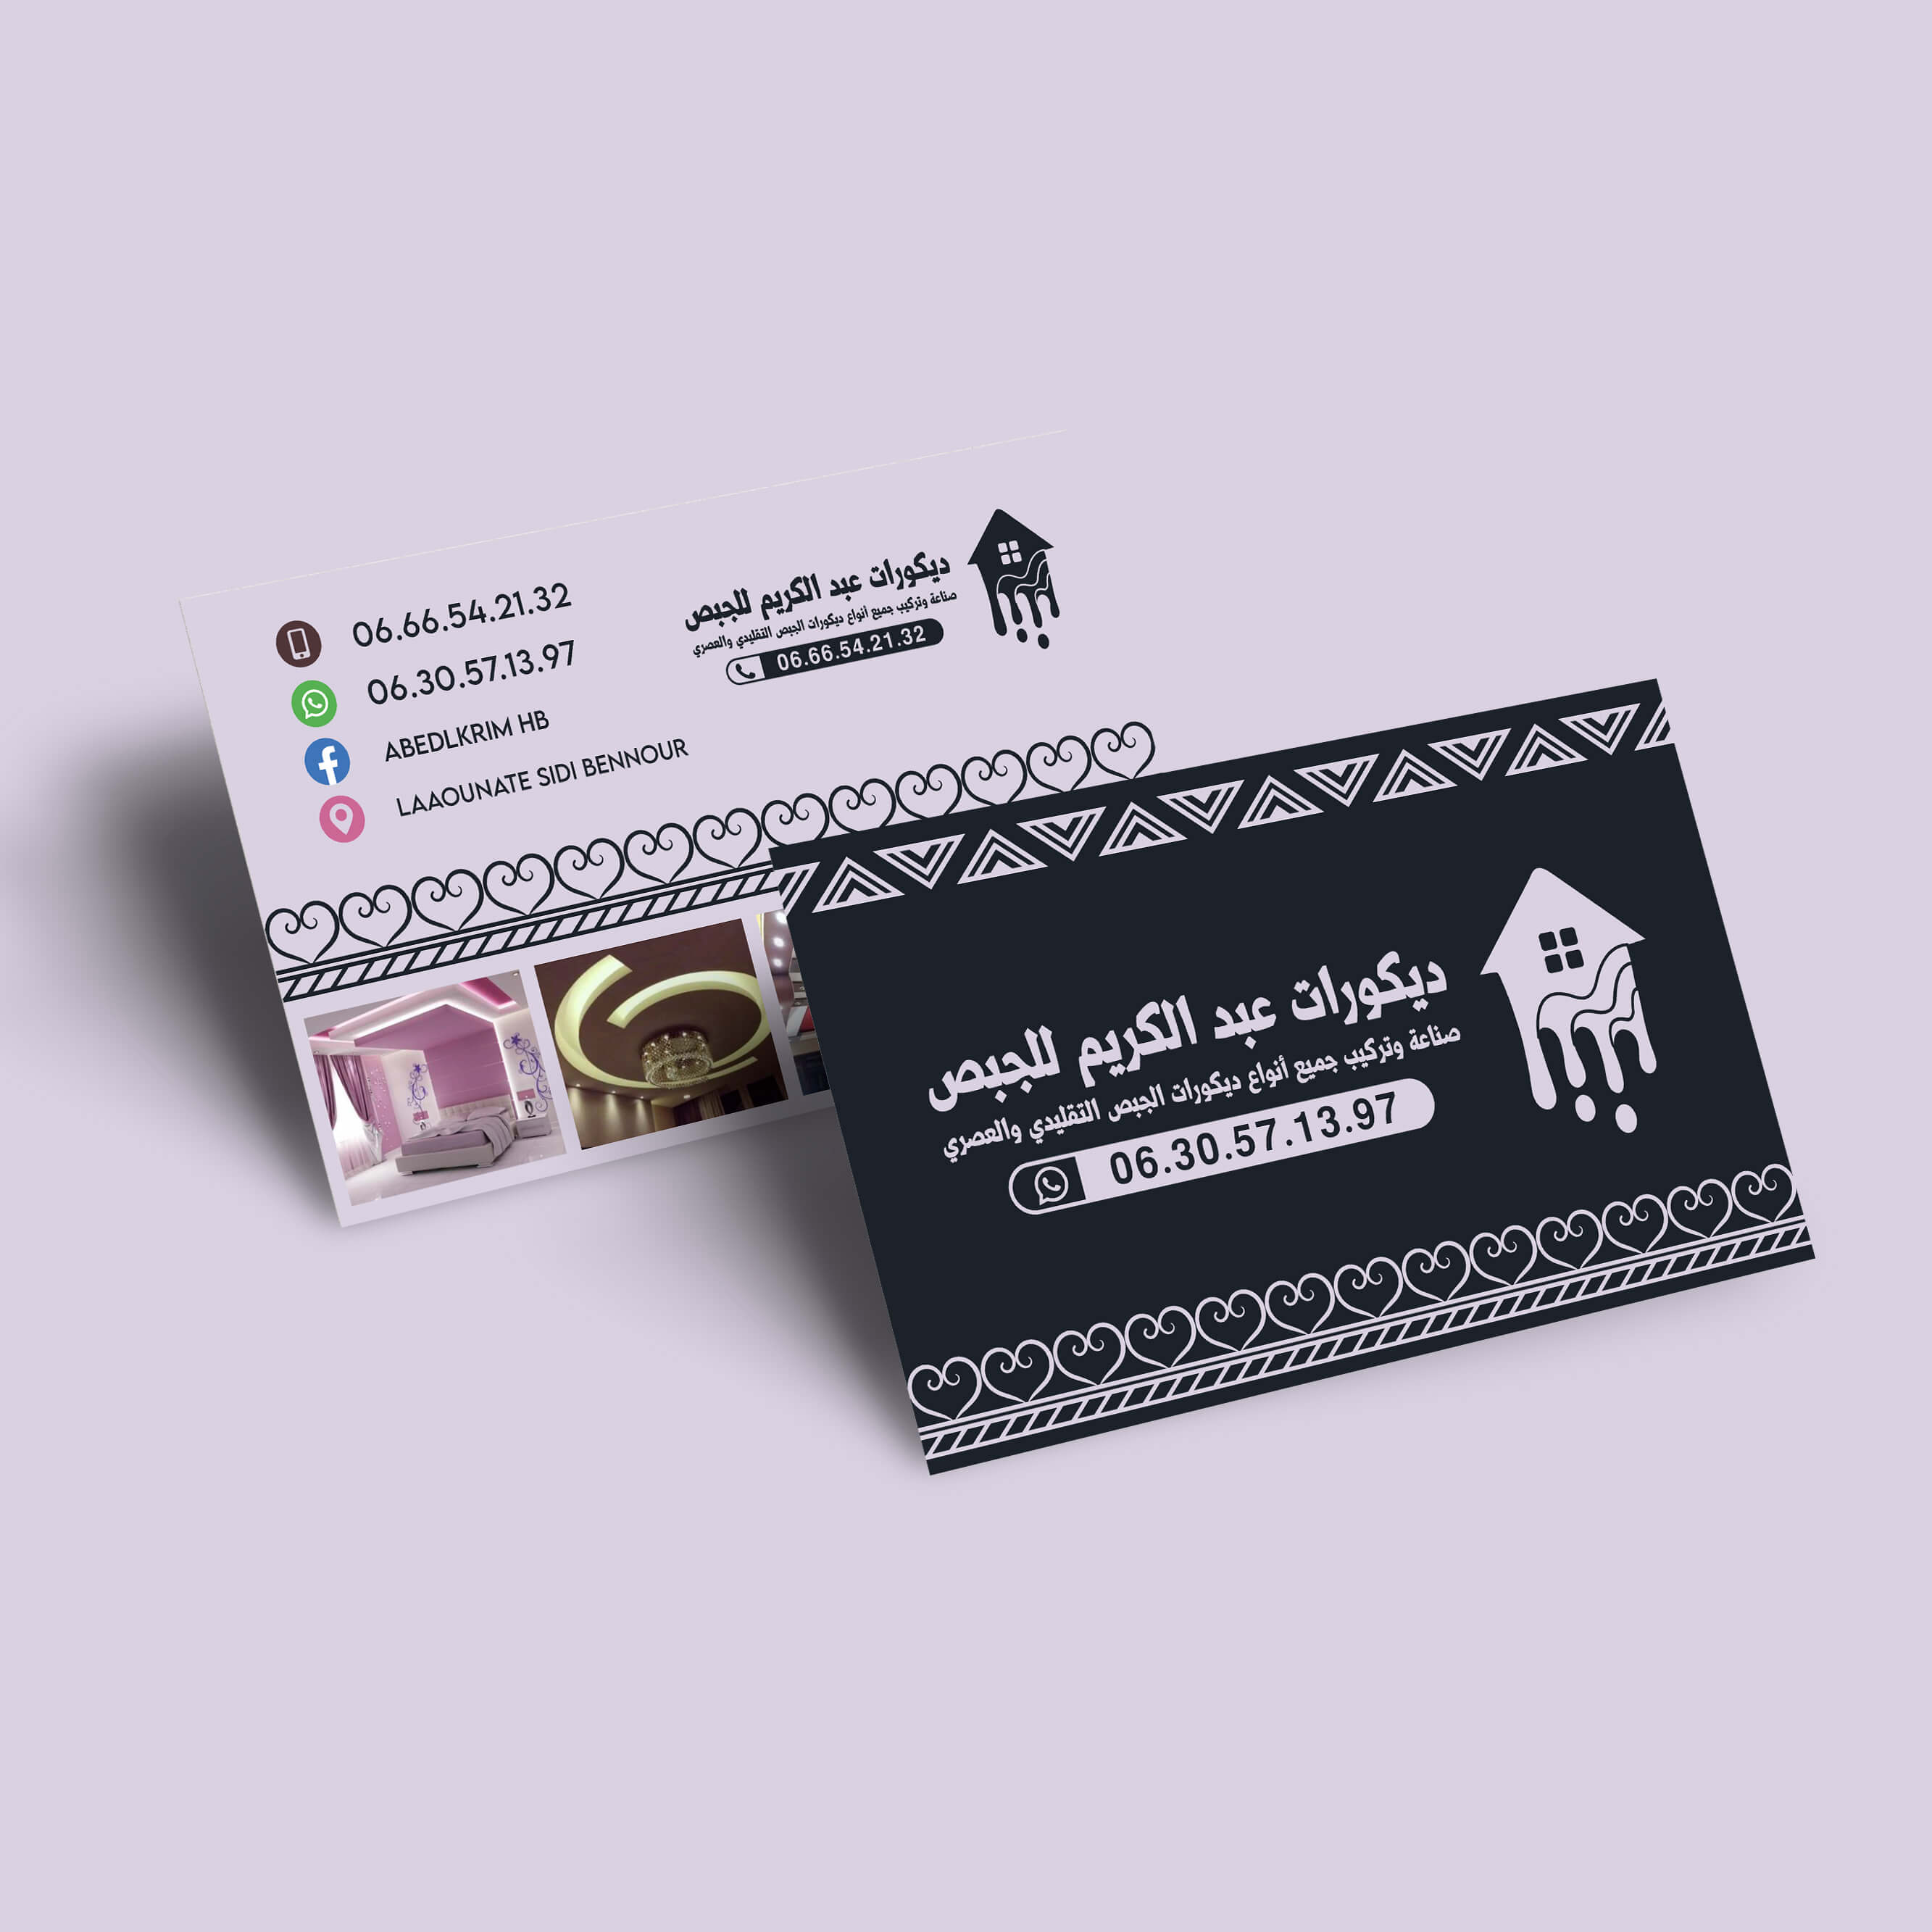 06.66.54.21.32
06.30.57.13.97
ABEDLKRIM HB
LAAOUNATE SIDI BENNOUR
ديكورات عبد الكريم للجبص
صناعة وتركيب جميع أنواع ديكورات الجبص التقليدي والعصري
06.66.54.21.32
ديكورات عبد الكريم للجبص
صناعة وتركيب جميع أنواع ديكورات الجبص التقليدي والعصري
06.30.57.13.97